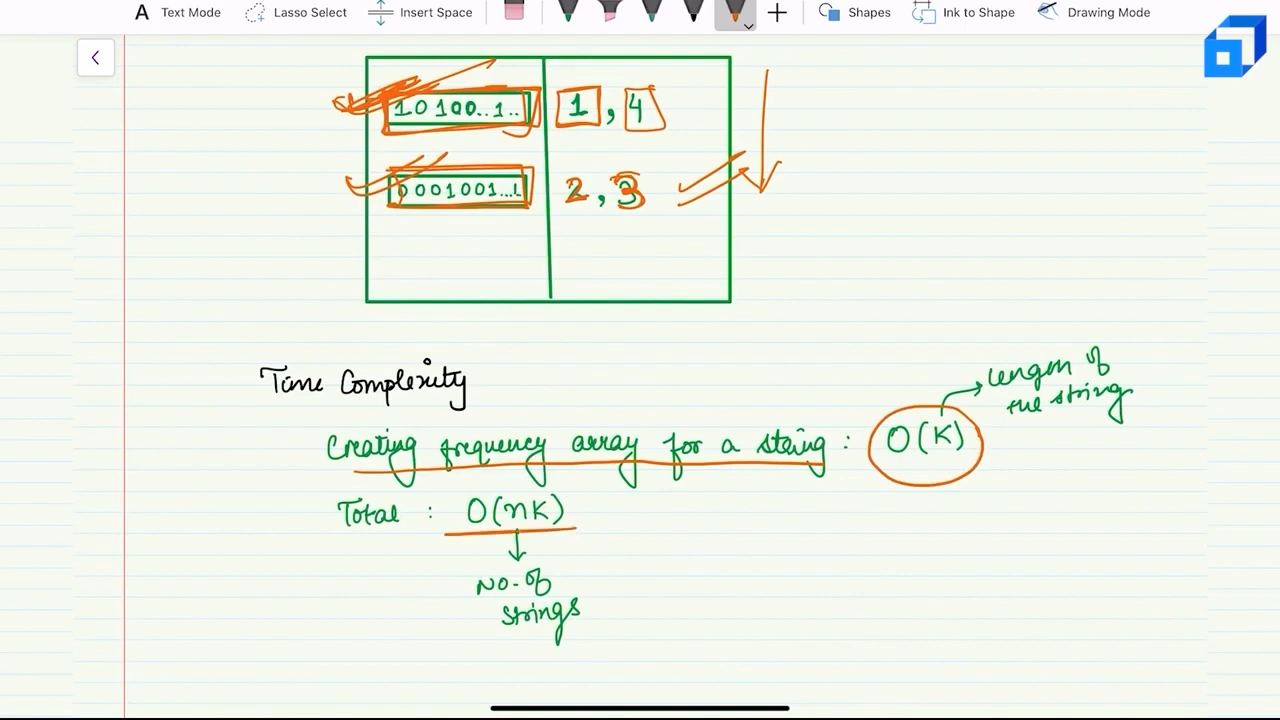 A Text Mode Lasso Select Insert Space Shapes Ink to Shape Drawing Mode
10100..1.. 1, 4
0001001...1 2, 3
Time Complexity
length of
the string
Creating frequency array for a string : O(K)
Total : O(nK)
No. of
strings